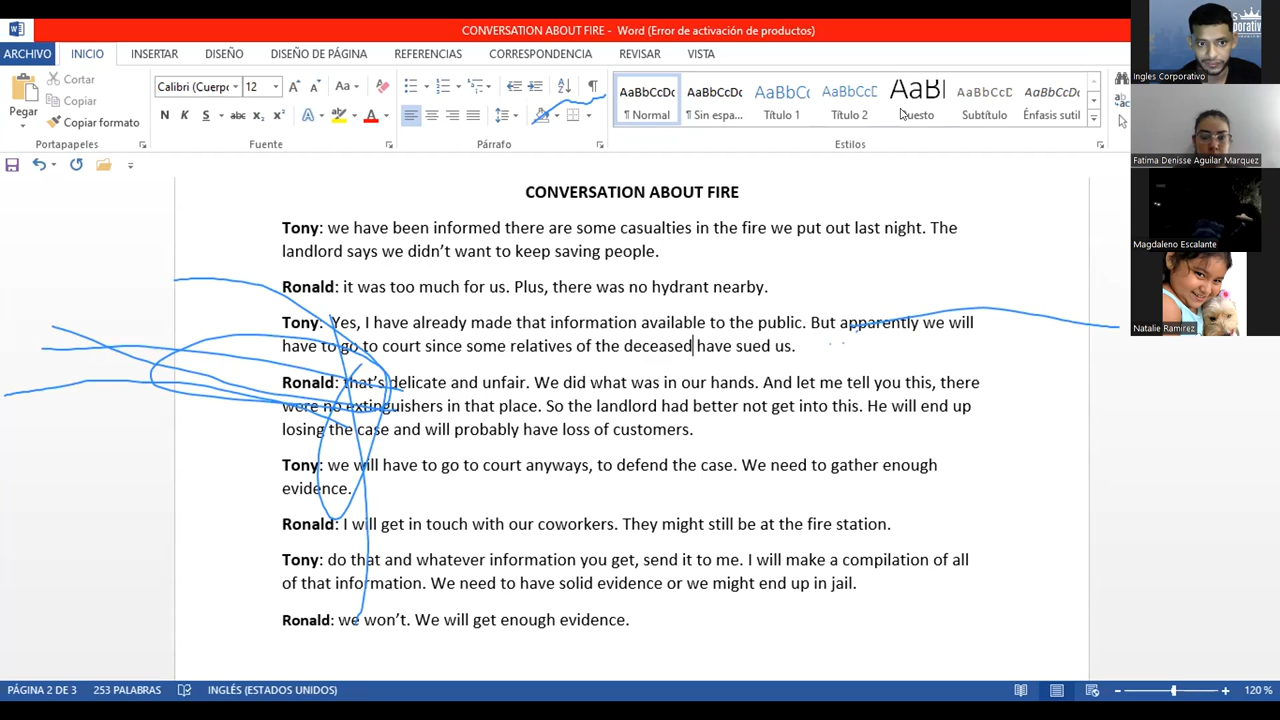 CONVERSATION ABOUT FIRE - Word (Error de activación de productos)
ARCHIVO INICIO INSERTAR DISEÑO DISEÑO DE PÁGINA REFERENCIAS CORRESPONDENCIA REVISAR VISTA
Pegar
Cortar
Copiar
Copiar formato
Portapapeles
Calibri (Cuerpo 12
N K S abc x₂ x²
Fuente
Párrafo
AaBbCcDc AaBbCcDc AaBbCc AaBbCcD AaB AaBbCcD AaBbCcDc
¶ Normal ¶ Sin espa... Título 1 Título 2 Puesto Subtítulo Énfasis sutil
Estilos
CONVERSATION ABOUT FIRE
Tony: we have been informed there are some casualties in the fire we put out last night. The
landlord says we didn't want to keep saving people.
Ronald: it was too much for us. Plus, there was no hydrant nearby.
Tony: Yes, I have already made that information available to the public. But apparently we will
have to go to court since some relatives of the deceased have sued us.
Ronald: that's delicate and unfair. We did what was in our hands. And let me tell you this, there
were no extinguishers in that place. So the landlord had better not get into this. He will end up
losing the case and will probably have loss of customers.
Tony: we will have to go to court anyways, to defend the case. We need to gather enough
evidence.
Ronald: I will get in touch with our coworkers. They might still be at the fire station.
Tony: do that and whatever information you get, send it to me. I will make a compilation of all
of that information. We need to have solid evidence or we might end up in jail.
Ronald: we won't. We will get enough evidence.
PÁGINA 2 DE 3 253 PALABRAS INGLÉS (ESTADOS UNIDOS) 120 %
Ingles Corporativo
Fatima Denisse Aguilar Marquez
Magdaleno Escalante
Natalie Ramirez